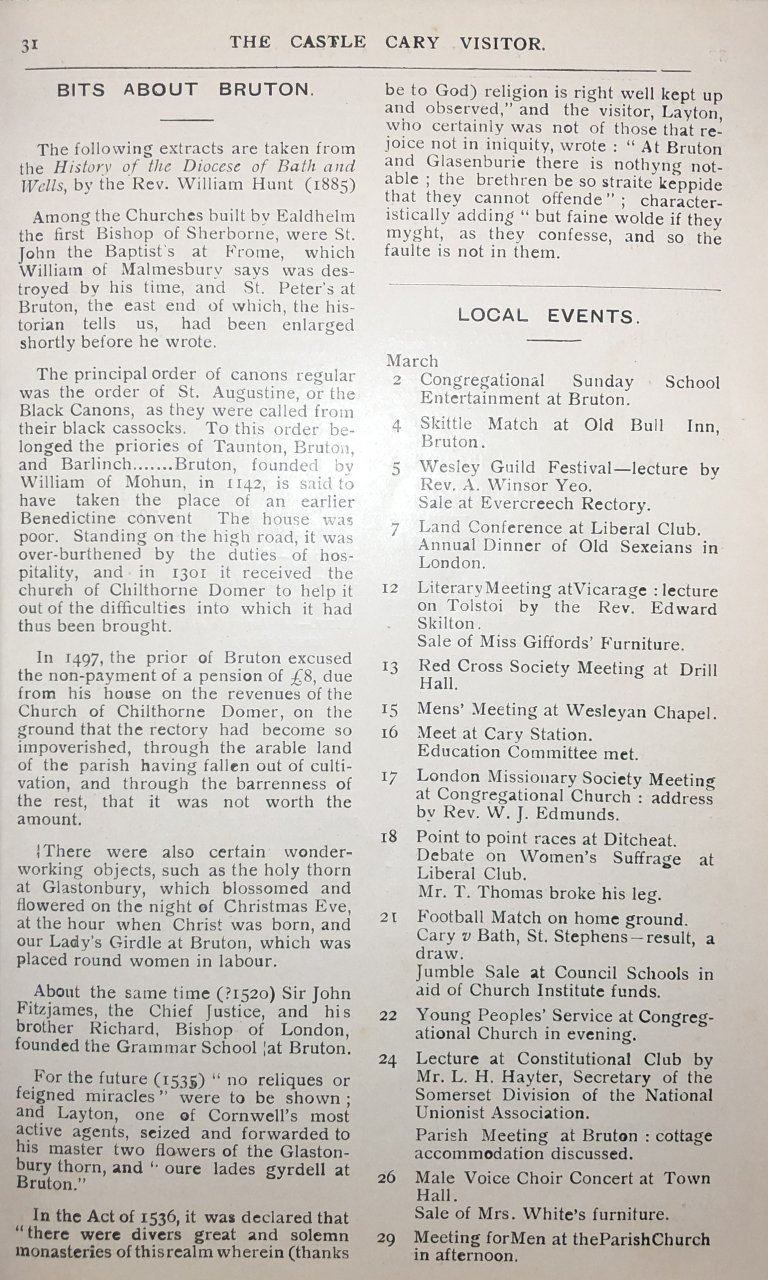 31
THE CASTLE CARY VISITOR.
BITS ABOUT BRUTON.
The following extracts are taken from
the History of the Diocese of Bath and
Wells, by the Rev. William Hunt (1885)
Among the Churches built by Ealdhelm
the first Bishop of Sherborne, were St.
John the Baptist's at Frome, which
William of Malmesbury says was des-
troyed by his time, and St. Peter's at
Bruton, the east end of which, the his-
torian tells us, had been enlarged
shortly before he wrote.
The principal order of canons regular
was the order of St. Augustine, or the
Black Canons, as they were called from
their black cassocks. To this order be-
longed the priories of Taunton, Bruton,
and Barlinch.......Bruton, founded by
William of Mohun, in 1142, is said to
have taken the place of an earlier
Benedictine convent The house was
poor. Standing on the high road, it was
over-burthened by the duties of hos-
pitality, and in 1301 it received the
church of Chilthorne Domer to help it
out of the difficulties into which it had
thus been brought.
In 1497, the prior of Bruton excused
the non-payment of a pension of £8, due
from his house on the revenues of the
Church of Chilthorne Domer, on the
ground that the rectory had become so
impoverished, through the arable land
of the parish having fallen out of culti-
vation, and through the barrenness of
the rest, that it was not worth the
amount.
¦There were also certain wonder-
working objects, such as the holy thorn
at Glastonbury, which blossomed and
flowered on the night of Christmas Eve,
at the hour when Christ was born, and
our Lady's Girdle at Bruton, which was
placed round women in labour.
About the same time (?1520) Sir John
Fitzjames, the Chief Justice, and his
brother Richard, Bishop of London,
founded the Grammar School ¦at Bruton.
For the future (1535) “ no reliques or
feigned miracles ” were to be shown ;
and Layton, one of Cornwell's most
active agents, seized and forwarded to
his master two flowers of the Glaston-
bury thorn, and “ oure lades gyrdell at
Bruton.”
In the Act of 1536, it was declared that
“there were divers great and solemn
monasteries of this realm wherein (thanks
be to God) religion is right well kept up
and observed,” and the visitor, Layton,
who certainly was not of those that re-
joice not in iniquity, wrote : “ At Bruton
and Glasenburie there is nothyng not-
able ; the brethren be so straite keppide
that they cannot offende” ; character-
istically adding “ but faine wolde if they
myght, as they confesse, and so the
faulte is not in them.
LOCAL EVENTS.
March
2 Congregational Sunday School
Entertainment at Bruton.
4 Skittle Match at Old Bull Inn,
Bruton.
5 Wesley Guild Festival—lecture by
Rev. A. Winsor Yeo.
Sale at Evercreech Rectory.
7 Land Conference at Liberal Club.
Annual Dinner of Old Sexeians in
London.
12 Literary Meeting at Vicarage : lecture
on Tolstoi by the Rev. Edward
Skilton.
Sale of Miss Giffords' Furniture.
13 Red Cross Society Meeting at Drill
Hall.
15 Mens' Meeting at Wesleyan Chapel.
16 Meet at Cary Station.
Education Committee met.
17 London Missionary Society Meeting
at Congregational Church : address
by Rev. W. J. Edmunds.
18 Point to point races at Ditcheat.
Debate on Women's Suffrage at
Liberal Club.
Mr. T. Thomas broke his leg.
21 Football Match on home ground.
Cary v Bath, St. Stephens—result, a
draw.
Jumble Sale at Council Schools in
aid of Church Institute funds.
22 Young Peoples' Service at Congreg-
ational Church in evening.
24 Lecture at Constitutional Club by
Mr. L. H. Hayter, Secretary of the
Somerset Division of the National
Unionist Association.
Parish Meeting at Bruton : cottage
accommodation discussed.
26 Male Voice Choir Concert at Town
Hall.
Sale of Mrs. White's furniture.
29 Meeting for Men at the Parish Church
in afternoon.